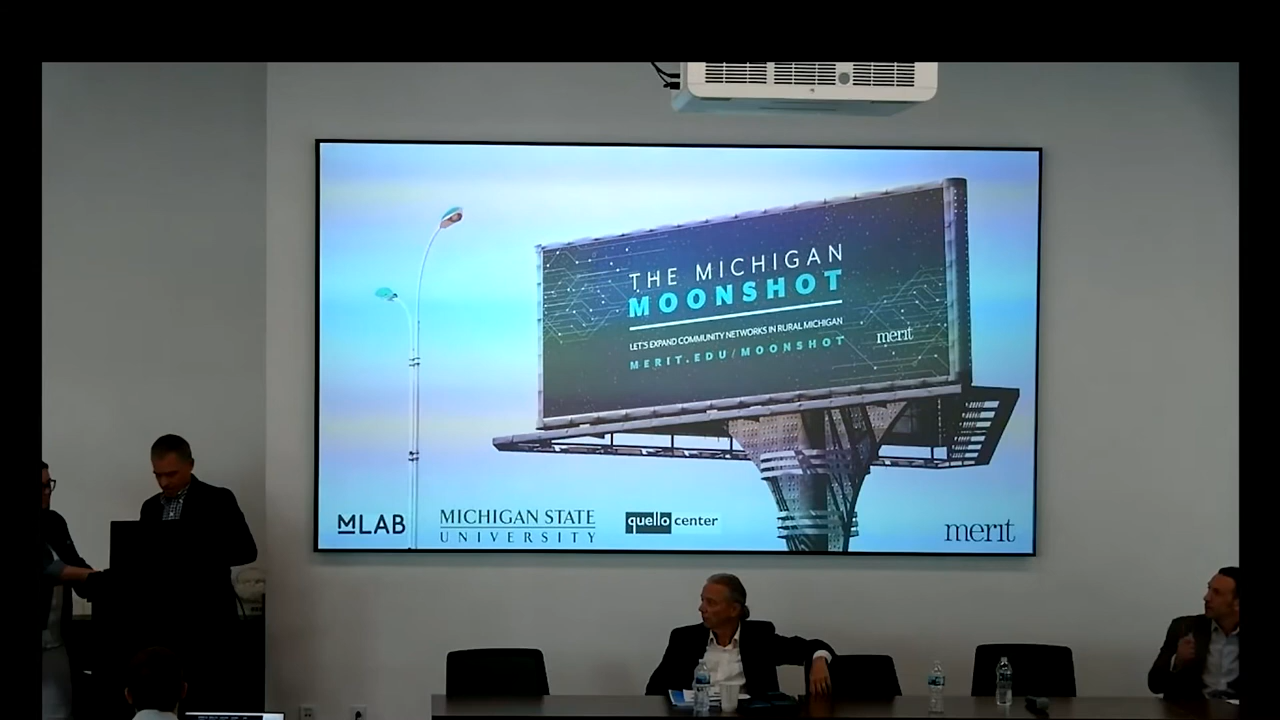 THE MICHIGAN
MOONSHOT
LET'S EXPAND COMMUNITY NETWORKS IN RURAL MICHIGAN
MERIT.EDU/MOONSHOT
merit
MLAB
MICHIGAN STATE
UNIVERSITY
quello center
merit